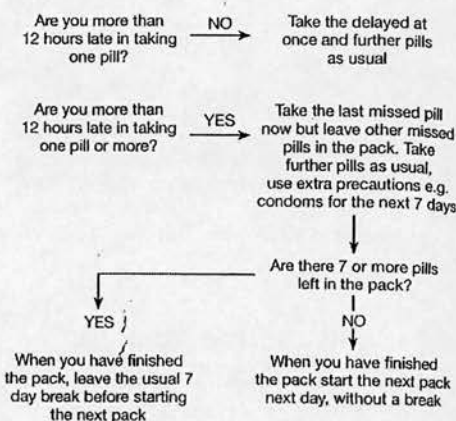 Are you more than
12 hours late in taking
one pill?
NO
Take the delayed at
once and further pills
as usual
Are you more than
12 hours late in taking
one pill or more?
YES
Take the last missed pill
now but leave other missed
pills in the pack. Take
further pills as usual,
use extra precautions e.g.
condoms for the next 7 days
Are there 7 or more pills
left in the pack?
YES
When you have finished
the pack, leave the usual 7
day break before starting
the next pack
NO
When you have finished
the pack start the next pack
next day, without a break